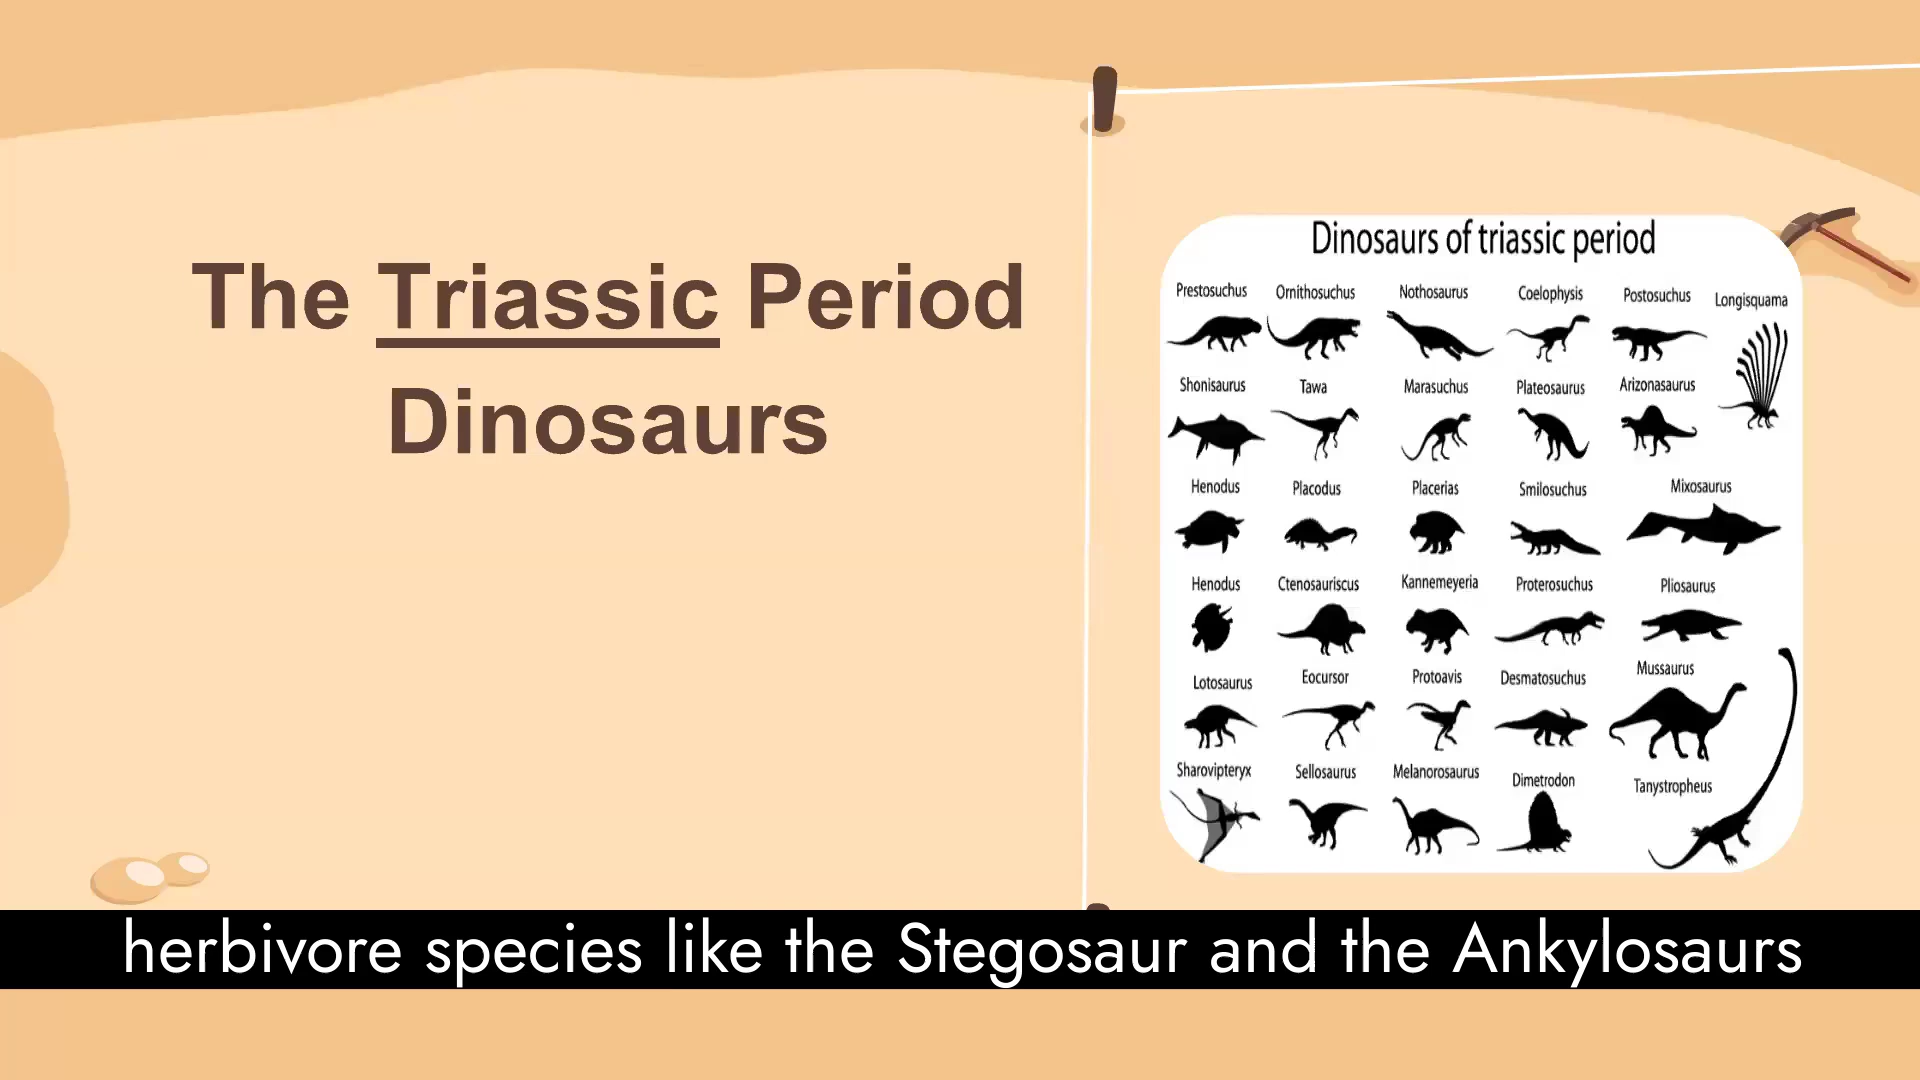 The Triassic Period
Dinosaurs
Dinosaurs of triassic period
Prestosuchus Ornithosuchus Nothosaurus Coelophysis Postosuchus Longisquama
Shonisaurus Tawa Marasuchus Plateosaurus Arizonasaurus
Henodus Placodus Placerias Smilosuchus Mixosaurus
Henodus Ctenosauriscus Kannemeyeria Proterosuchus Pliosaurus
Lotosaurus Eocursor Protoavis Desmatosuchus Mussaurus
Sharovipteryx Sellosaurus Melanorosaurus Dimetrodon Tanystropheus
herbivore species like the Stegosaur and the Ankylosaurs